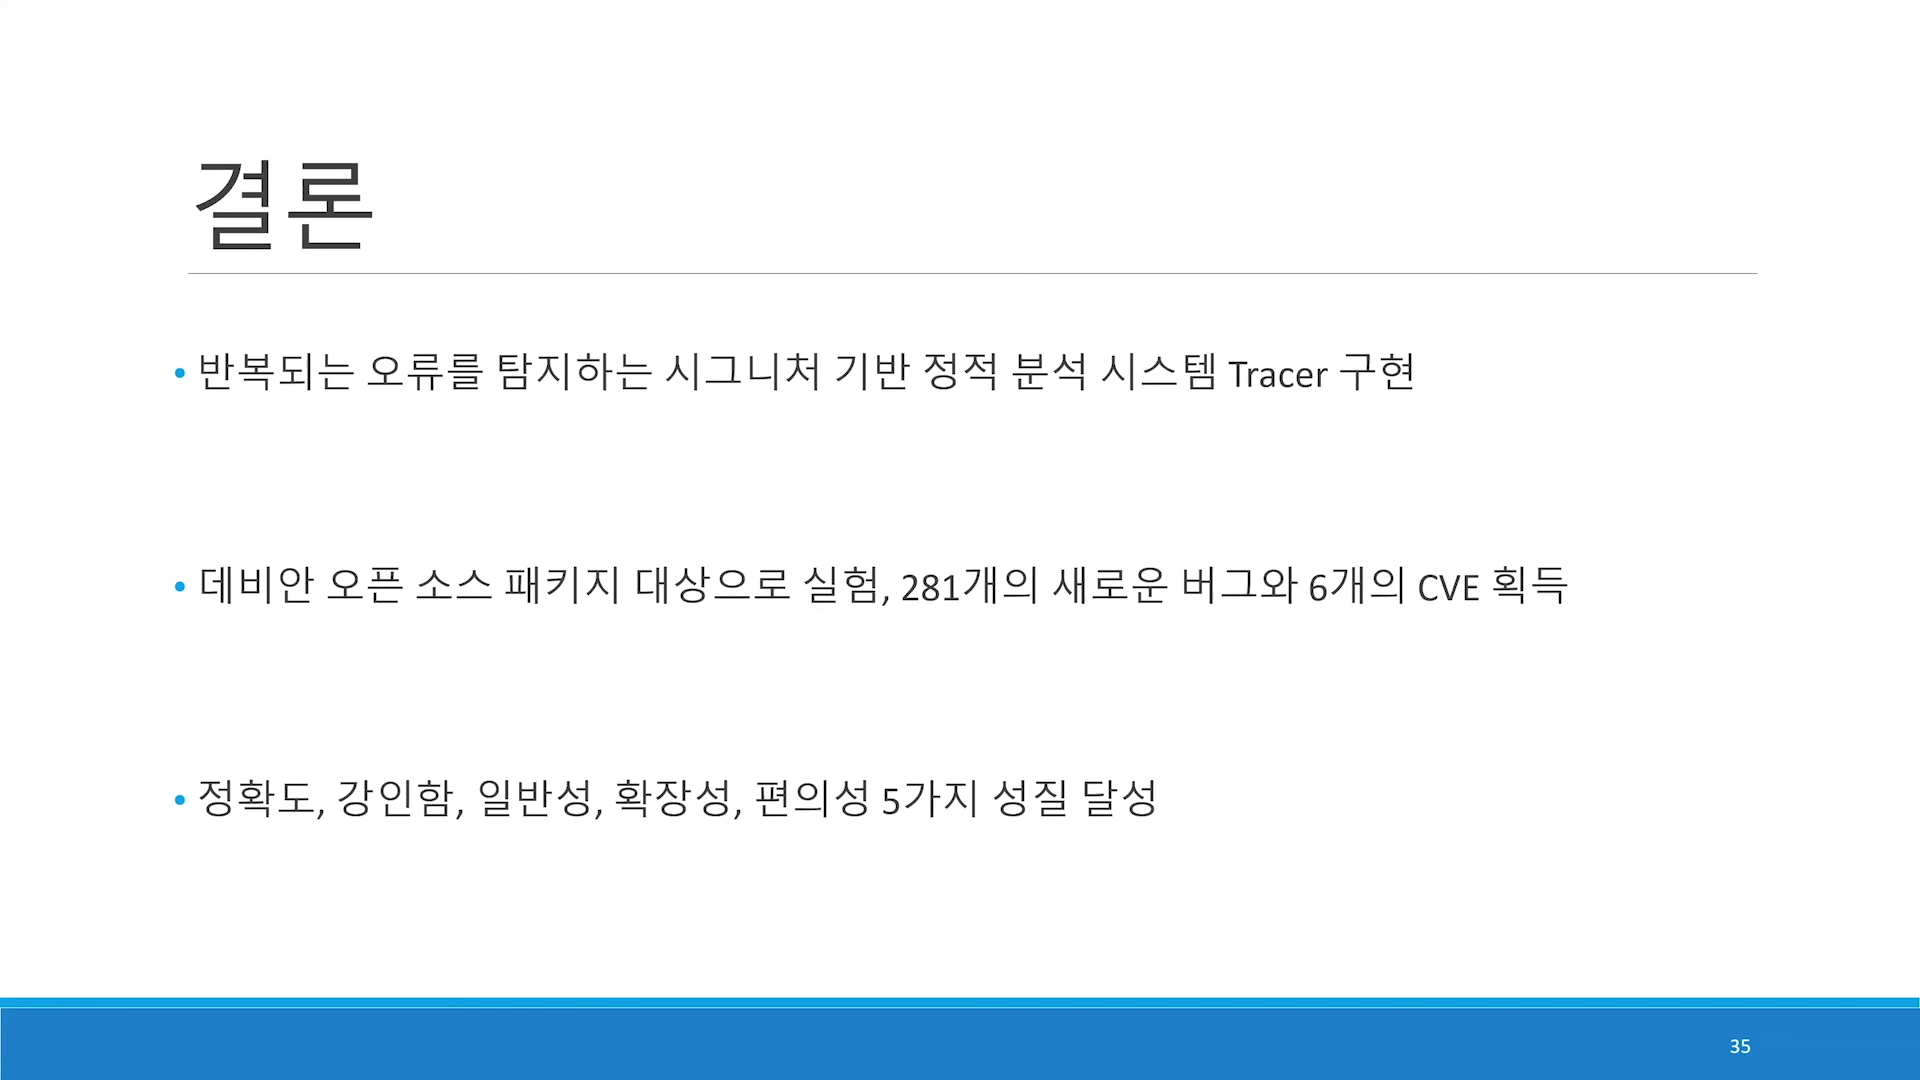 결론
• 반복되는 오류를 탐지하는 시그니처 기반 정적 분석 시스템 Tracer 구현
• 데비안 오픈 소스 패키지 대상으로 실험, 281개의 새로운 버그와 6개의 CVE 획득
• 정확도, 강인함, 일반성, 확장성, 편의성 5가지 성질 달성
35